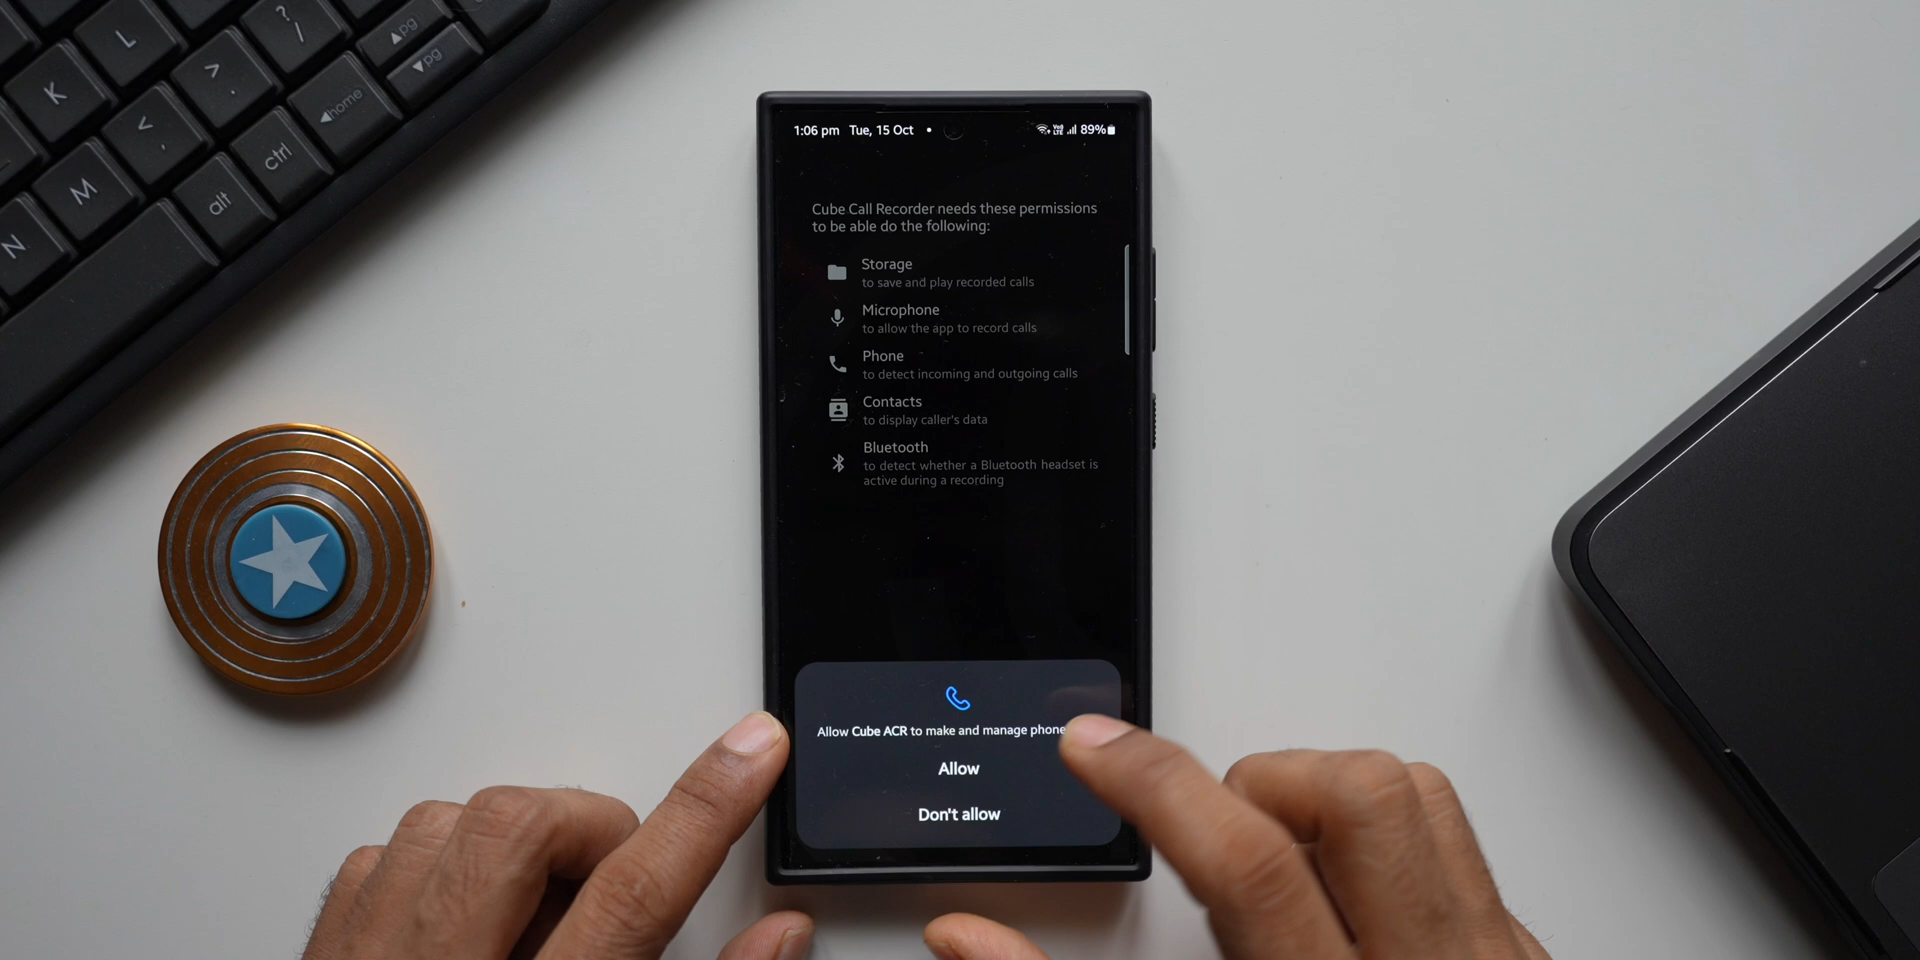 L
K
M
N
?
/
>
.
<
,
alt
ctrl
◀home
▲pg
▼pg
1:06 pm Tue, 15 Oct • 89%
Cube Call Recorder needs these permissions
to be able do the following:
Storage
to save and play recorded calls
Microphone
to allow the app to record calls
Phone
to detect incoming and outgoing calls
Contacts
to display caller's data
Bluetooth
to detect whether a Bluetooth headset is
active during a recording
Allow Cube ACR to make and manage phone
Allow
Don't allow